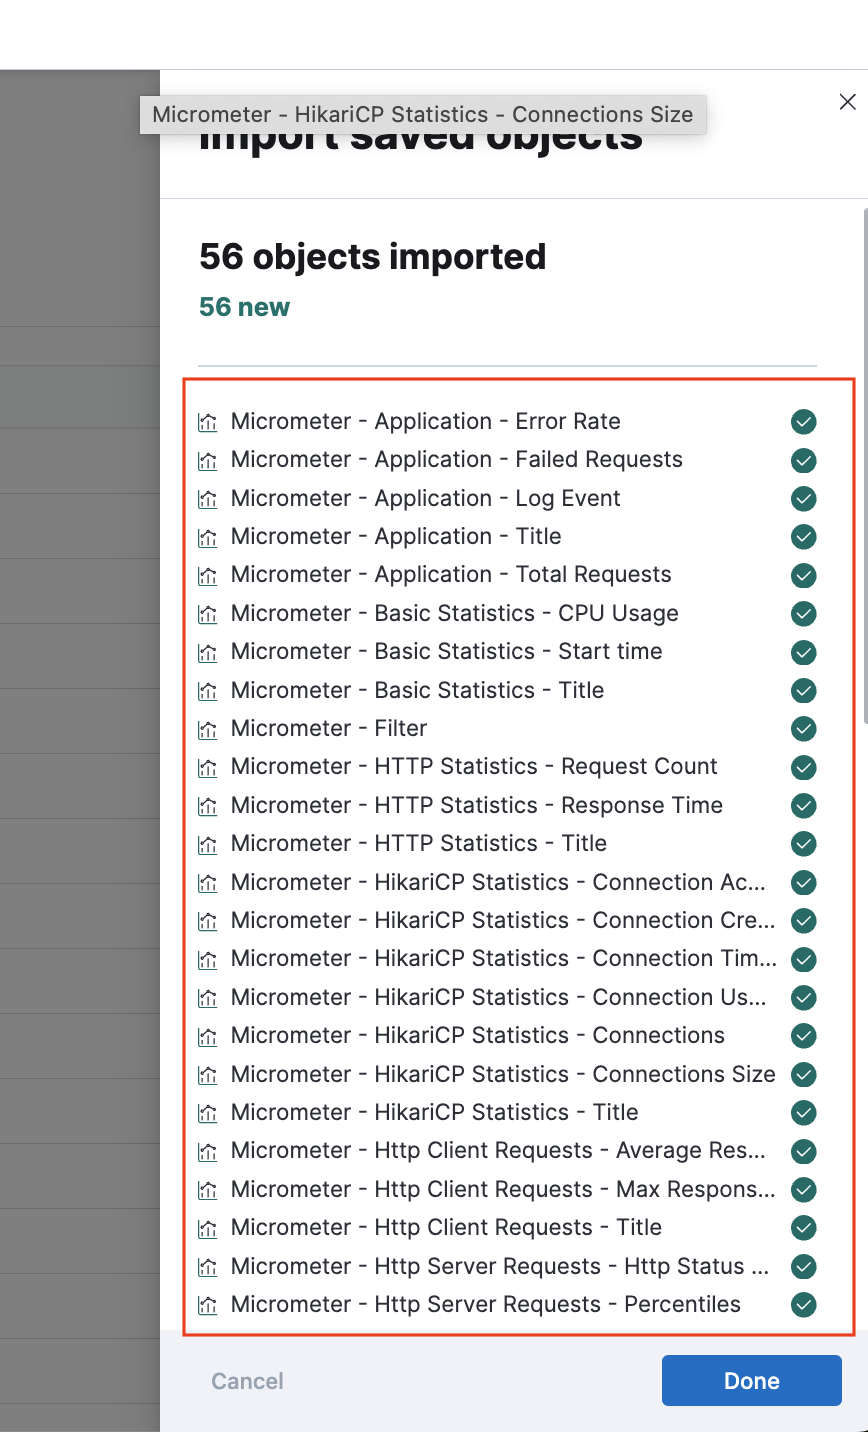 Micrometer - HikariCP Statistics - Connections Size
Import saved objects
56 objects imported
56 new
Micrometer - Application - Error Rate
Micrometer - Application - Failed Requests
Micrometer - Application - Log Event
Micrometer - Application - Title
Micrometer - Application - Total Requests
Micrometer - Basic Statistics - CPU Usage
Micrometer - Basic Statistics - Start time
Micrometer - Basic Statistics - Title
Micrometer - Filter
Micrometer - HTTP Statistics - Request Count
Micrometer - HTTP Statistics - Response Time
Micrometer - HTTP Statistics - Title
Micrometer - HikariCP Statistics - Connection Ac...
Micrometer - HikariCP Statistics - Connection Cre...
Micrometer - HikariCP Statistics - Connection Tim...
Micrometer - HikariCP Statistics - Connection Us...
Micrometer - HikariCP Statistics - Connections
Micrometer - HikariCP Statistics - Connections Size
Micrometer - HikariCP Statistics - Title
Micrometer - Http Client Requests - Average Res...
Micrometer - Http Client Requests - Max Respons...
Micrometer - Http Client Requests - Title
Micrometer - Http Server Requests - Http Status ...
Micrometer - Http Server Requests - Percentiles
Cancel
Done